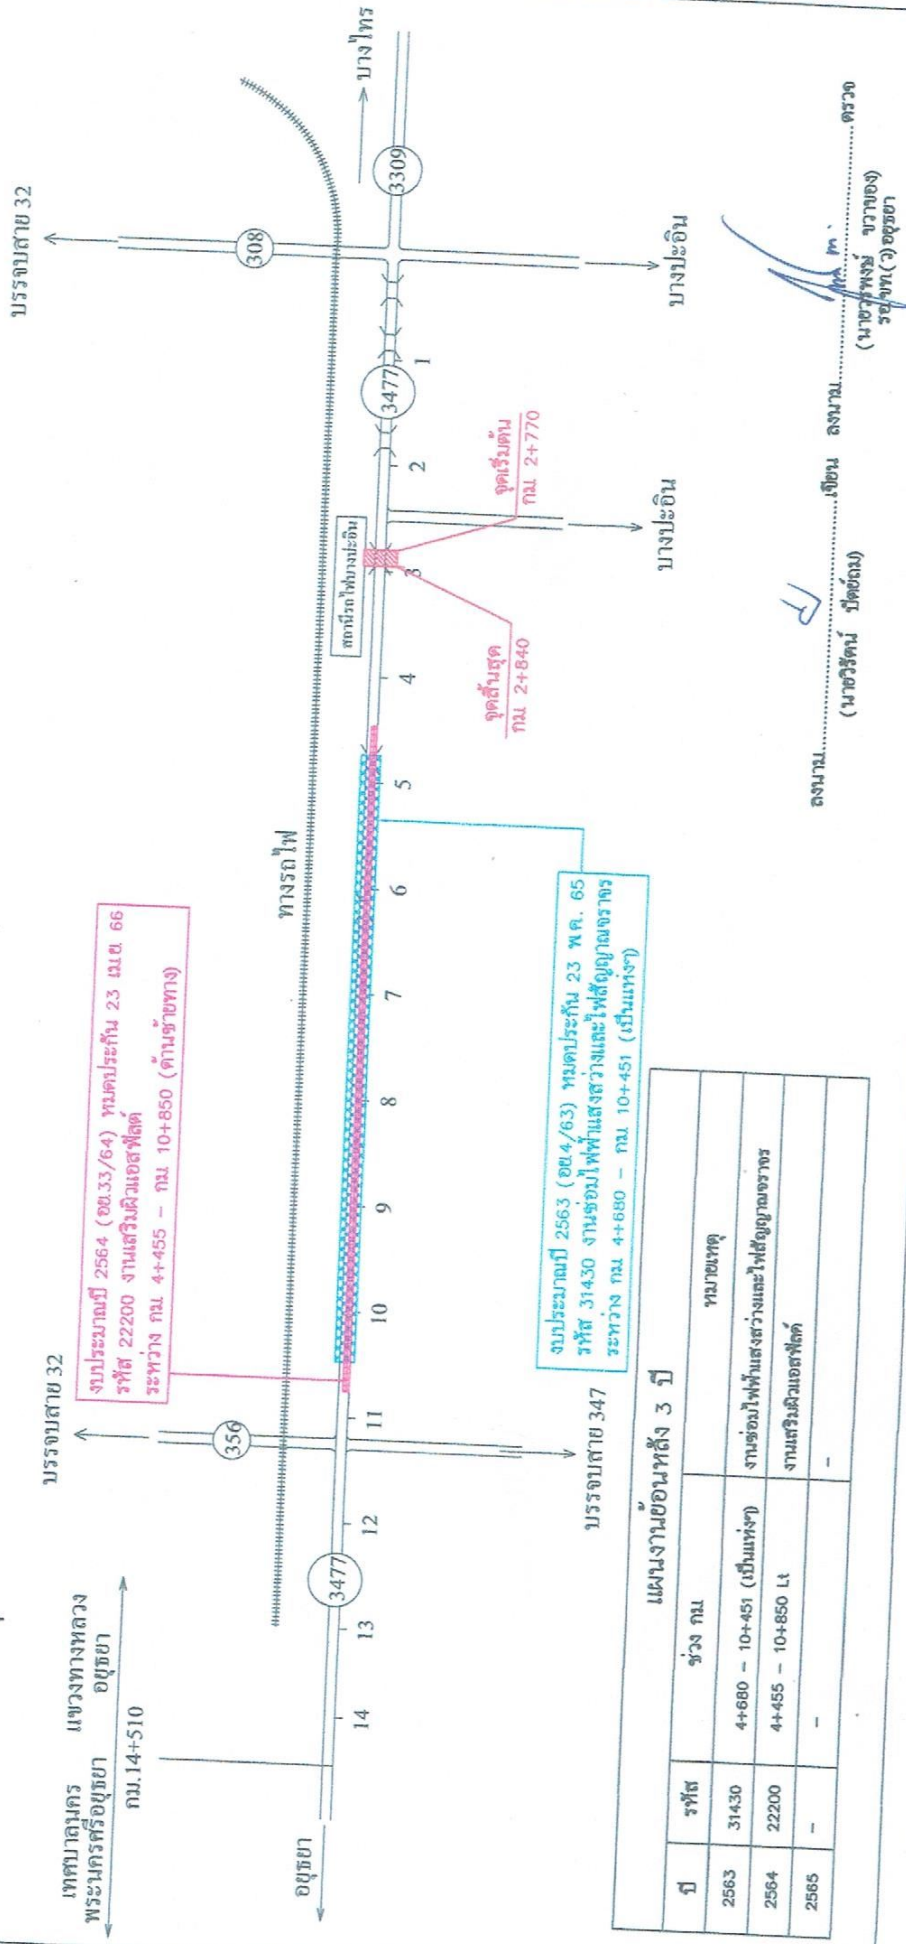 เทศบาลนคร
พระนครศรีอยุธยา
แขวงทางหลวง
อยุธยา
กม.14+510
อยุธยา
บรรจบสาย 32
356
บรรจบสาย 347
3477
14
13
12
11
10
9
8
7
6
5
4
3
2
1
งบประมาณปี 2564 (อย.33/64) หมดประกัน 23 เมย 66
รหัส 22200 งานเสริมผิวแอสฟัลต์
ระหว่าง กม. 4+455 - กม. 10+850 (ด้านซ้ายทาง)
ทางรถไฟ
งบประมาณปี 2563 (อย.4/63) หมดประกัน 23 พ.ค. 65
รหัส 31430 งานซ่อมไฟฟ้าแสงสว่างและไฟสัญญาณจราจร
ระหว่าง กม. 4+680 - กม. 10+451 (เป็นแห่งๆ)
สถานีรถไฟบางปะอิน
จุดสิ้นสุด
กม. 2+840
จุดเริ่มต้น
กม. 2+770
บางปะอิน
3477
บรรจบสาย 32
308
บางปะอิน
3309
บางไทร
แผนงานย้อนหลัง 3 ปี
ปี รหัส ช่วง กม. หมายเหตุ
2563 31430 4+680 - 10+451 (เป็นแห่งๆ) งานซ่อมไฟฟ้าแสงสว่างและไฟสัญญาณจราจร
2564 22200 4+455 - 10+850 Lt งานเสริมผิวแอสฟัลต์
2565 - - -
ลงนาม..............................เขียน
(นายวิรัตน์
ลงนาม..............................ตรวจ
รอ.ขท.(ว)อยุธยา